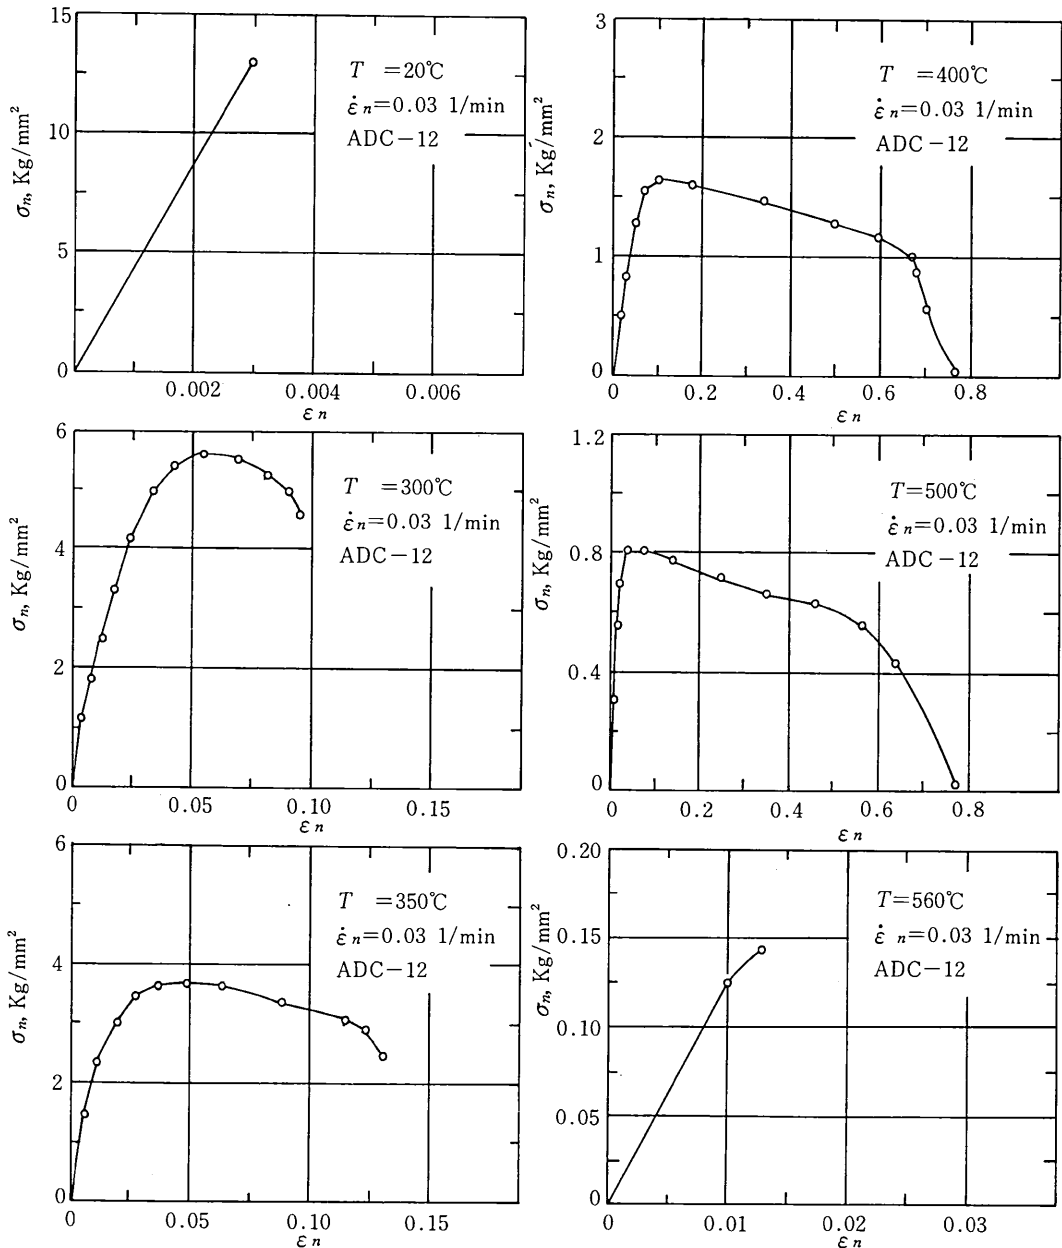 15
10
5
0
σn, Kg/mm²
T =20℃
ε̇n=0.03 1/min
ADC-12
0.002 0.004 0.006
εn
3
2
1
0
σn, Kg/mm²
T =400℃
ε̇n=0.03 1/min
ADC-12
0 0.2 0.4 0.6 0.8
εn
6
4
2
0
σn, Kg/mm²
T =300℃
ε̇n=0.03 1/min
ADC-12
0 0.05 0.10 0.15
εn
1.2
0.8
0.4
0
σn, Kg/mm²
T=500℃
ε̇n=0.03 1/min
ADC-12
0 0.2 0.4 0.6 0.8
εn
6
4
2
0
σn, Kg/mm²
T =350℃
ε̇n=0.03 1/min
ADC-12
0 0.05 0.10 0.15
εn
0.20
0.15
0.10
0.05
0
σn, Kg/mm²
T=560℃
ε̇n=0.03 1/min
ADC-12
0 0.01 0.02 0.03
εn